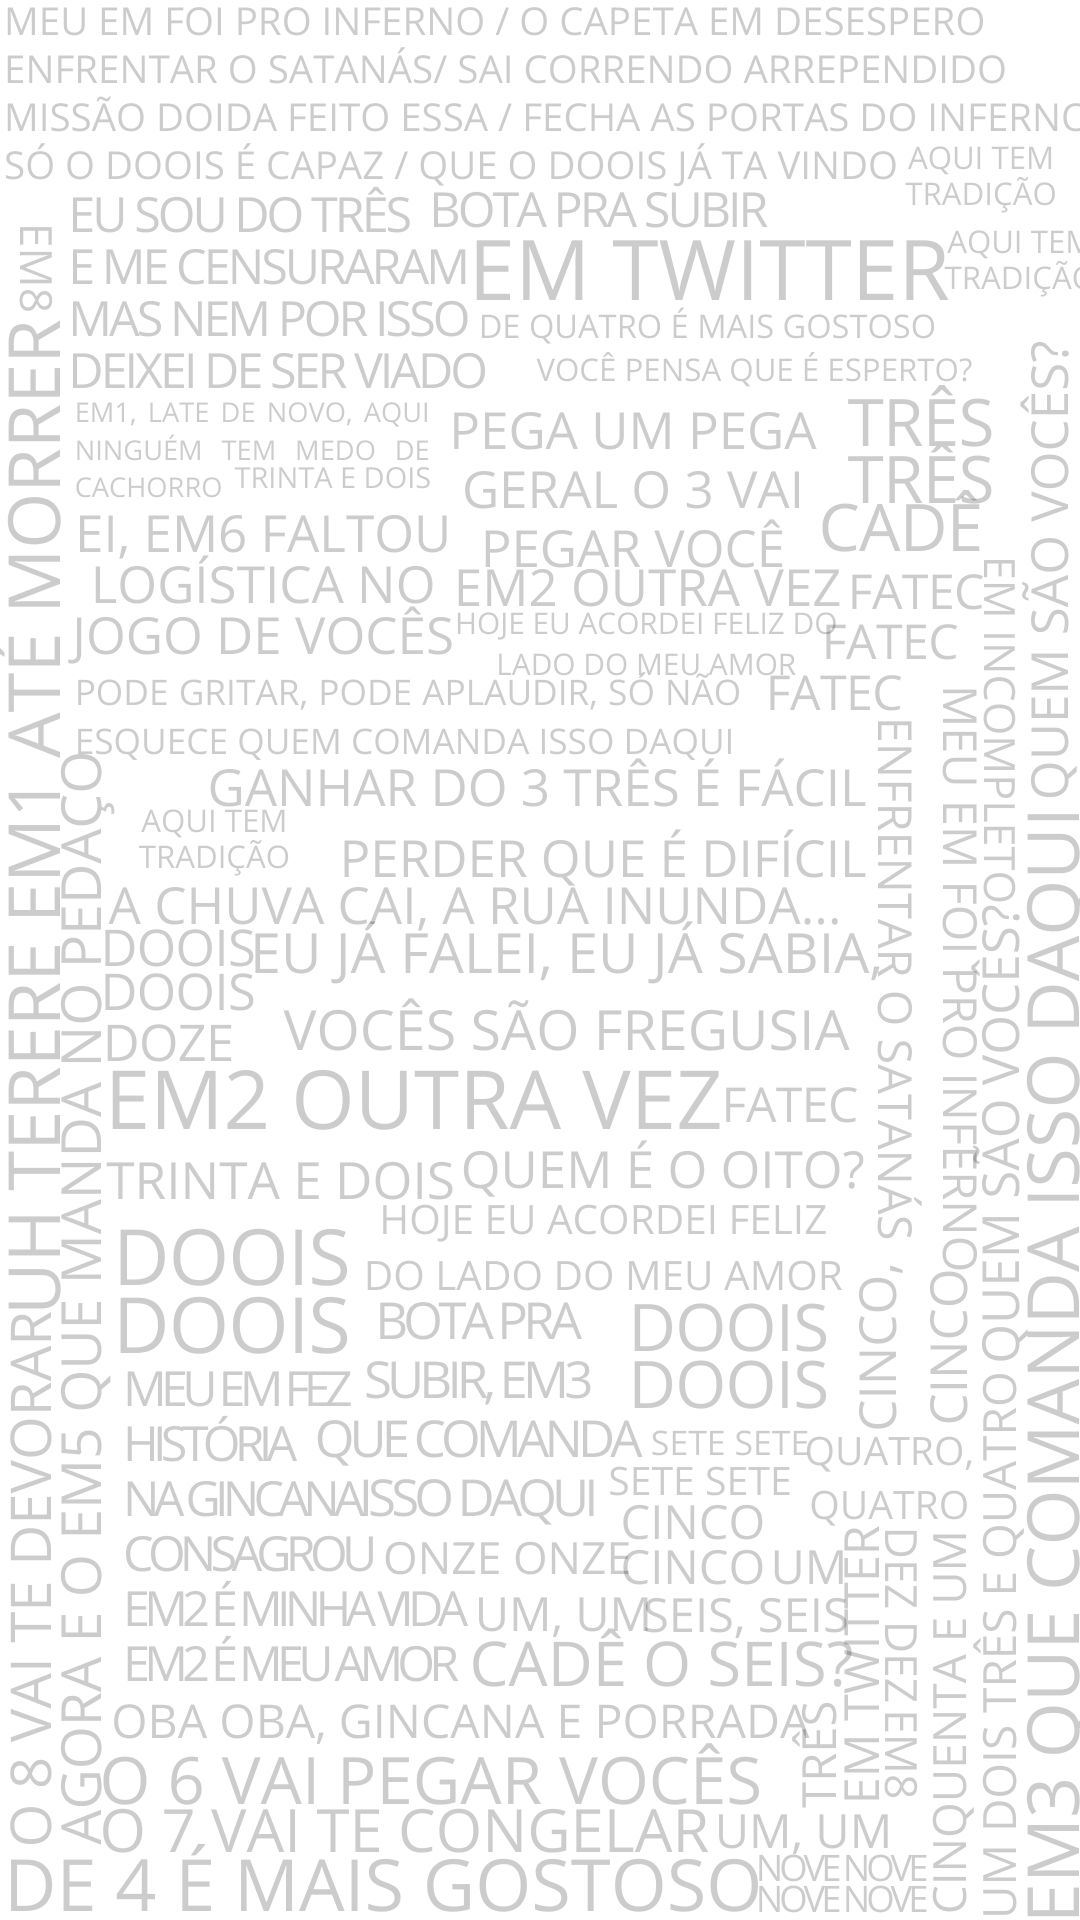 MEU EM FOI PRO INFERNO / O CAPETA EM DESESPERO
ENFRENTAR O SATANÁS/ SAI CORRENDO ARREPENDIDO
MISSÃO DOIDA FEITO ESSA / FECHA AS PORTAS DO INFERNO
SÓ O DOOIS É CAPAZ / QUE O DOOIS JÁ TA VINDO
AQUI TEM
TRADIÇÃO
EU SOU DO TRÊS
E ME CENSURARAM
MAS NEM POR ISSO
DEIXEI DE SER VIADO
BOTA PRA SUBIR
EM TWITTER
AQUI TEM
TRADIÇÃO
DE QUATRO É MAIS GOSTOSO
VOCÊ PENSA QUE É ESPERTO?
EM8
EM1, LATE DE NOVO, AQUI
NINGUÉM TEM MEDO DE
CACHORRO
TRINTA E DOIS
PEGA UM PEGA
GERAL O 3 VAI
PEGAR VOCÊ
TRÊS
TRÊS
CADÊ
EI, EM6 FALTOU
LOGÍSTICA NO
JOGO DE VOCÊS
EM2 OUTRA VEZ
FATEC
FATEC
FATEC
HOJE EU ACORDEI FELIZ DO
LADO DO MEU AMOR
PODE GRITAR, PODE APLAUDIR, SÓ NÃO
ESQUECE QUEM COMANDA ISSO DAQUI
GANHAR DO 3 TRÊS É FÁCIL
AQUI TEM
TRADIÇÃO
PERDER QUE É DIFÍCIL
A CHUVA CAI, A RUA INUNDA...
DOOIS
DOOIS
DOZE
EU JÁ FALEI, EU JÁ SABIA,
VOCÊS SÃO FREGUSIA
EM2 OUTRA VEZ
FATEC
TRINTA E DOIS
QUEM É O OITO?
HOJE EU ACORDEI FELIZ
DO LADO DO MEU AMOR
DOOIS
DOOIS
BOTA PRA
SUBIR, EM3
QUE COMANDA
ISSO DAQUI
DOOIS
DOOIS
MEU EM FEZ
HISTÓRIA
NA GINCANA
CONSAGROU
EM2 É MINHA VIDA
EM2 É MEU AMOR
SETE SETE
SETE SETE
QUATRO,
QUATRO
CINCO
CINCO
ONZE ONZE
UM
UM, UM
SEIS, SEIS
CADÊ O SEIS?
OBA OBA, GINCANA E PORRADA
O 6 VAI PEGAR VOCÊS
O 7 VAI TE CONGELAR
DE 4 É MAIS GOSTOSO
UM, UM
NOVE NOVE
NOVE NOVE
UH TERERE EM1 ATÉ MORRER
O 8 VAI TE DEVORAR
AGORA E O EM5 QUE MANDA NO PEDAÇO
ENFRENTAR O SATANÁS
MEU EM FOI PRO INFERNO
EM INCOMPLETO?
CINCO,
CINCO
TRÊS
EM TWITTER
DEZ DEZ EM8
CINQUENTA E UM
UM DOIS TRÊS E QUATRO QUEM SÃO VOCÊS?
EM3 QUE COMANDA ISSO DAQUI
QUEM SÃO VOCÊS?